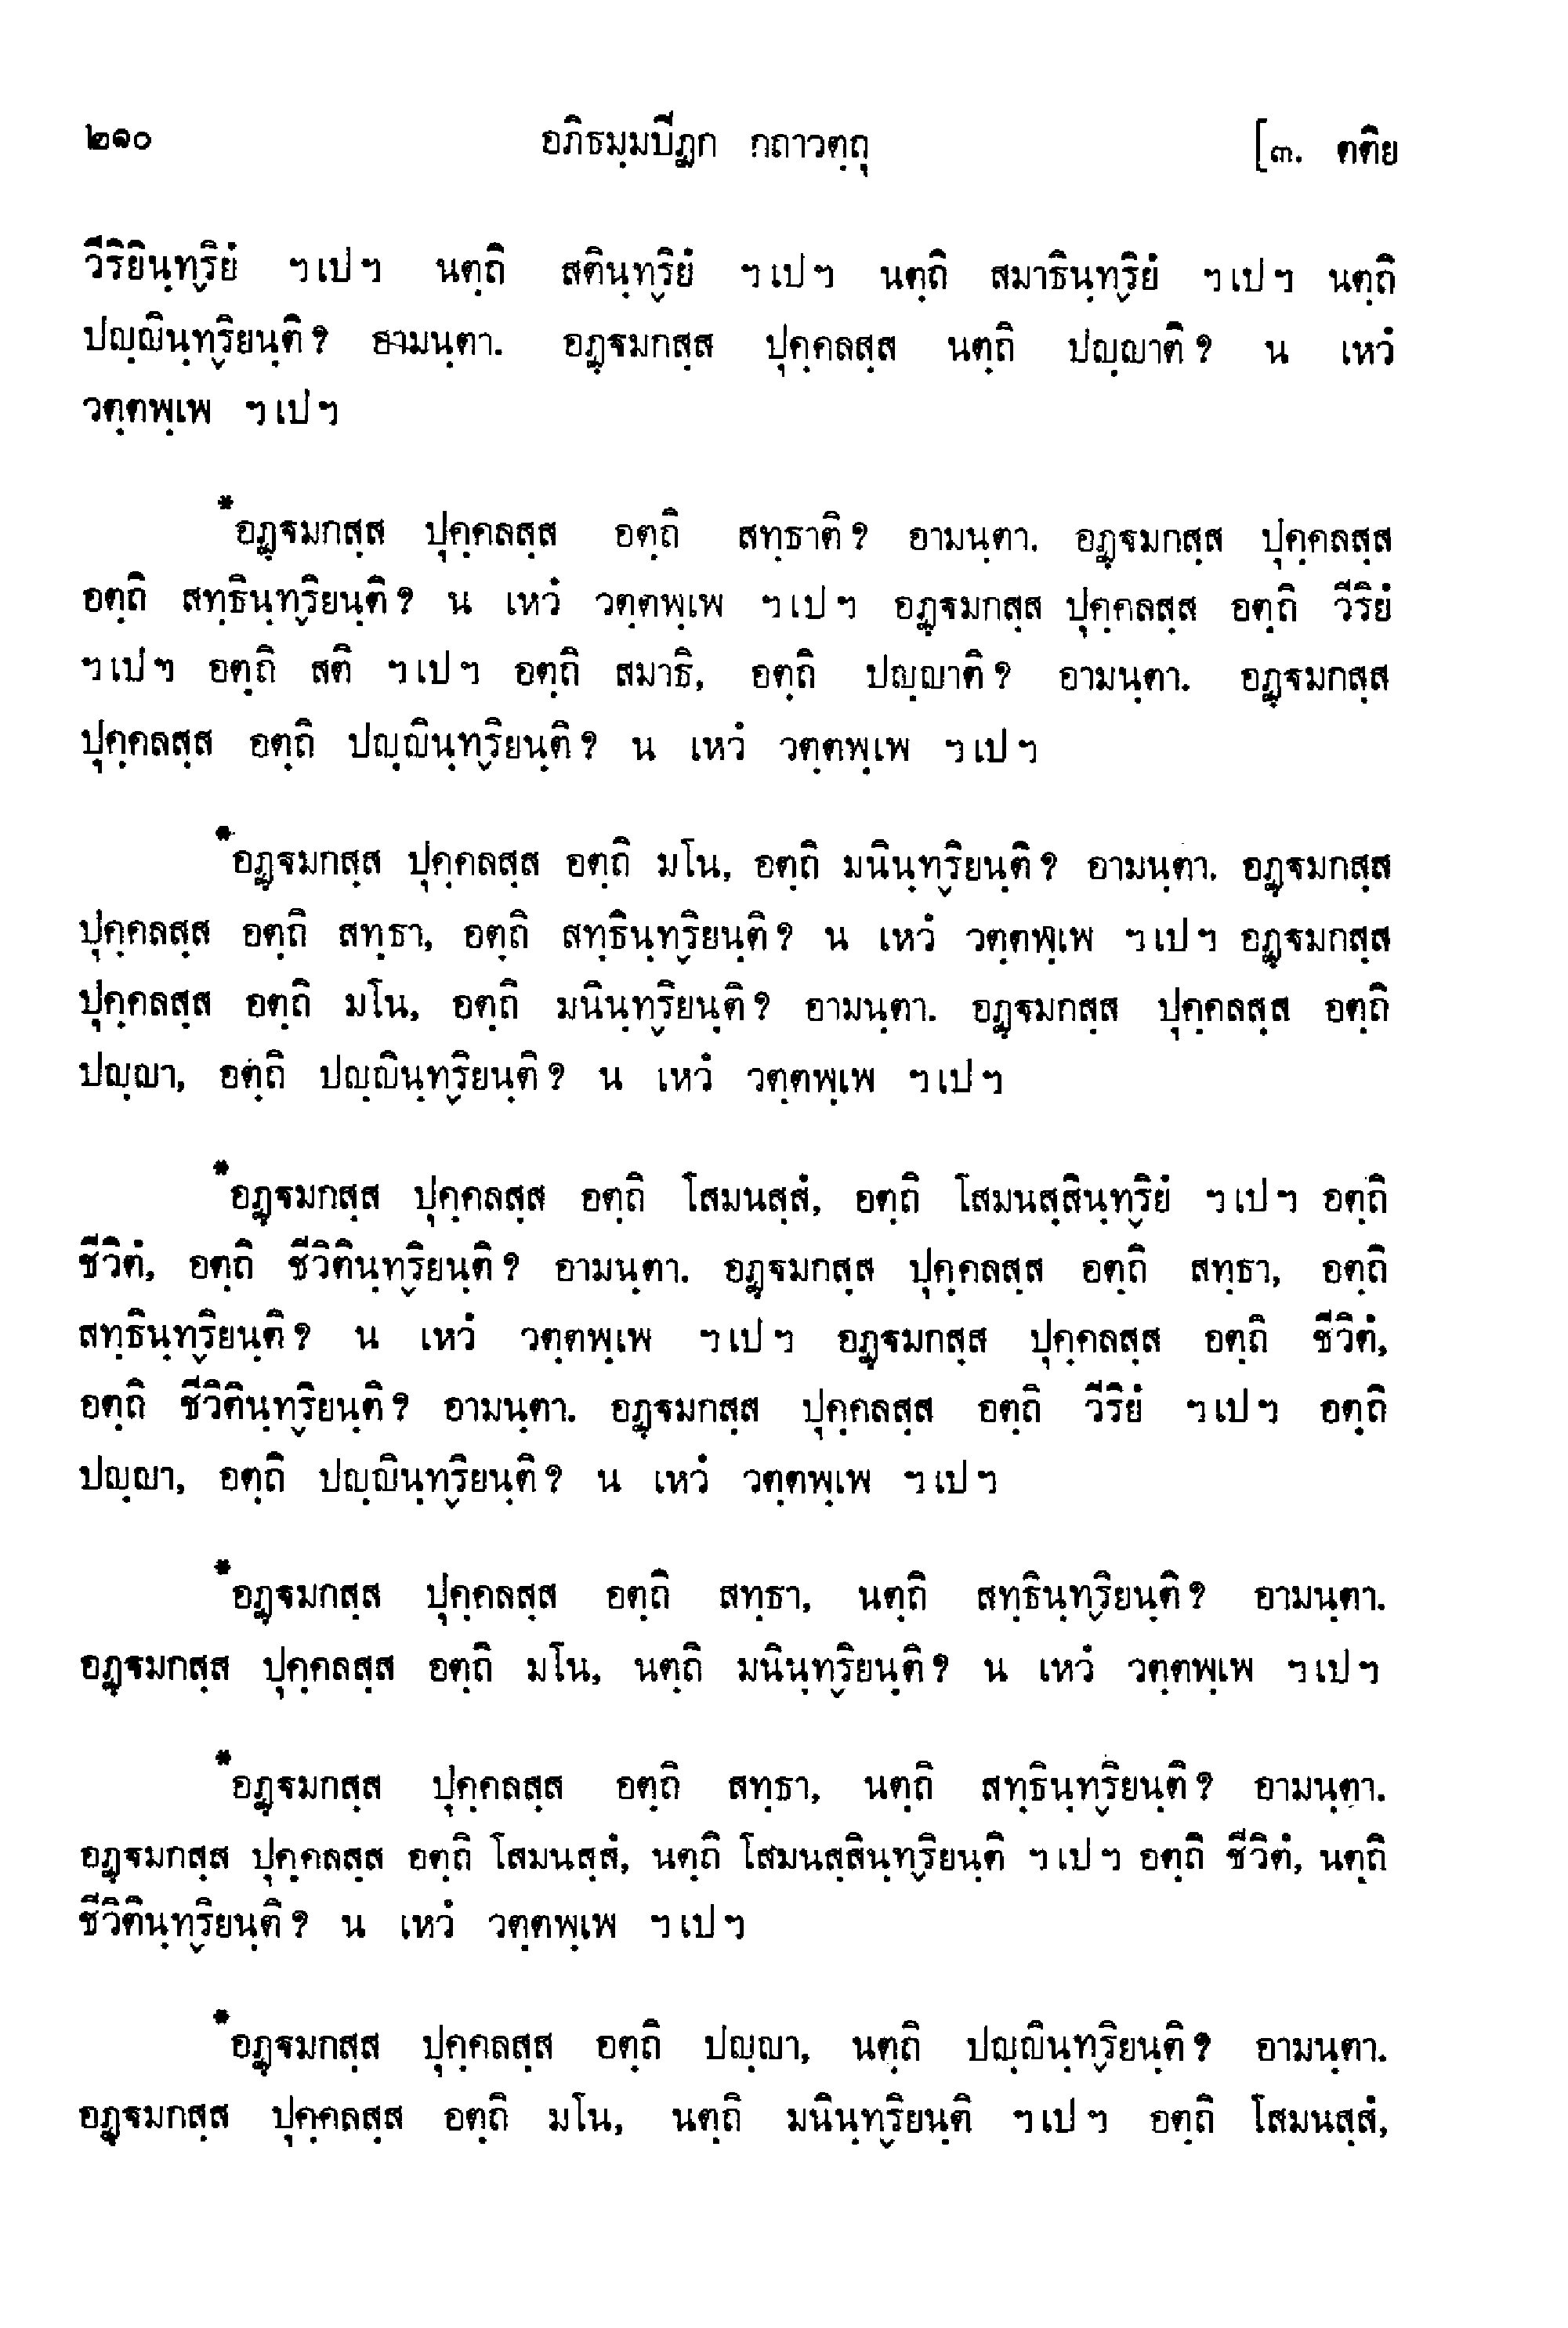 ๒๑๐ อภิธมฺมปิฏก กถาวตฺถุ [๓. ตติย
วีริยินฺทฺริยํ ฯเปฯ นตฺถิ สตินฺทฺริยํ ฯเปฯ นตฺถิ สมาธินฺทฺริยํ ฯเปฯ นตฺถิ
ปญฺญินฺทฺริยนฺติ? อามนฺตา. อฏฺฐมกสฺส ปุคฺคลสฺส นตฺถิ ปญฺญาติ? น เหวํ
วตฺตพฺเพ ฯเปฯ
*อฏฺฐมกสฺส ปุคฺคลสฺส อตฺถิ สทฺธาติ? อามนฺตา. อฏฺฐมกสฺส ปุคฺคลสฺส
อตฺถิ สทฺธินฺทฺริยนฺติ? น เหวํ วตฺตพฺเพ ฯเปฯ อฏฺฐมกสฺส ปุคฺคลสฺส อตฺถิ วีริยํ
ฯเปฯ อตฺถิ สติ ฯเปฯ อตฺถิ สมาธิ, อตฺถิ ปญฺญาติ? อามนฺตา. อฏฺฐมกสฺส
ปุคฺคลสฺส อตฺถิ ปญฺญินฺทฺริยนฺติ? น เหวํ วตฺตพฺเพ ฯเปฯ
*อฏฺฐมกสฺส ปุคฺคลสฺส อตฺถิ มโน, อตฺถิ มนินฺทฺริยนฺติ? อามนฺตา. อฏฺฐมกสฺส
ปุคฺคลสฺส อตฺถิ สทฺธา, อตฺถิ สทฺธินฺทฺริยนฺติ? น เหวํ วตฺตพฺเพ ฯเปฯ อฏฺฐมกสฺส
ปุคฺคลสฺส อตฺถิ มโน, อตฺถิ มนินฺทฺริยนฺติ? อามนฺตา. อฏฺฐมกสฺส ปุคฺคลสฺส อตฺถิ
ปญฺญา, อตฺถิ ปญฺญินฺทฺริยนฺติ? น เหวํ วตฺตพฺเพ ฯเปฯ
*อฏฺฐมกสฺส ปุคฺคลสฺส อตฺถิ โสมนสฺสํ, อตฺถิ โสมนสฺสินฺทฺริยํ ฯเปฯ อตฺถิ
ชีวิตํ, อตฺถิ ชีวิตินฺทฺริยนฺติ? อามนฺตา. อฏฺฐมกสฺส ปุคฺคลสฺส อตฺถิ สทฺธา, อตฺถิ
สทฺธินฺทฺริยนฺติ? น เหวํ วตฺตพฺเพ ฯเปฯ อฏฺฐมกสฺส ปุคฺคลสฺส อตฺถิ ชีวิตํ,
อตฺถิ ชีวิตินฺทฺริยนฺติ? อามนฺตา. อฏฺฐมกสฺส ปุคฺคลสฺส อตฺถิ วีริยํ ฯเปฯ อตฺถิ
ปญฺญา, อตฺถิ ปญฺญินฺทฺริยนฺติ? น เหวํ วตฺตพฺเพ ฯเปฯ
*อฏฺฐมกสฺส ปุคฺคลสฺส อตฺถิ สทฺธา, นตฺถิ สทฺธินฺทฺริยนฺติ? อามนฺตา.
อฏฺฐมกสฺส ปุคฺคลสฺส อตฺถิ มโน, นตฺถิ มนินฺทฺริยนฺติ? น เหวํ วตฺตพฺเพ ฯเปฯ
*อฏฺฐมกสฺส ปุคฺคลสฺส อตฺถิ สทฺธา, นตฺถิ สทฺธินฺทฺริยนฺติ? อามนฺตา.
อฏฺฐมกสฺส ปุคฺคลสฺส อตฺถิ โสมนสฺสํ, นตฺถิ โสมนสฺสินฺทฺริยนฺติ ฯเปฯ อตฺถิ ชีวิตํ, นตฺถิ
ชีวิตินฺทฺริยนฺติ? น เหวํ วตฺตพฺเพ ฯเปฯ
*อฏฺฐมกสฺส ปุคฺคลสฺส อตฺถิ ปญฺญา, นตฺถิ ปญฺญินฺทฺริยนฺติ? อามนฺตา.
อฏฺฐมกสฺส ปุคฺคลสฺส อตฺถิ มโน, นตฺถิ มนินฺทฺริยนฺติ ฯเปฯ อตฺถิ โสมนสฺสํ,